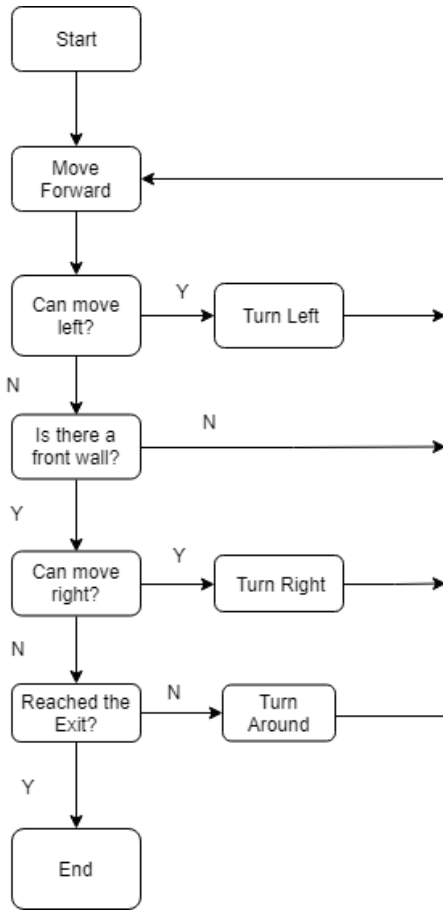 Start
Move
Forward
Can move
left?
Y
Turn Left
N
Is there a
front wall?
N
Y
Can move
right?
Y
Turn Right
N
Reached the
Exit?
N
Turn
Around
Y
End